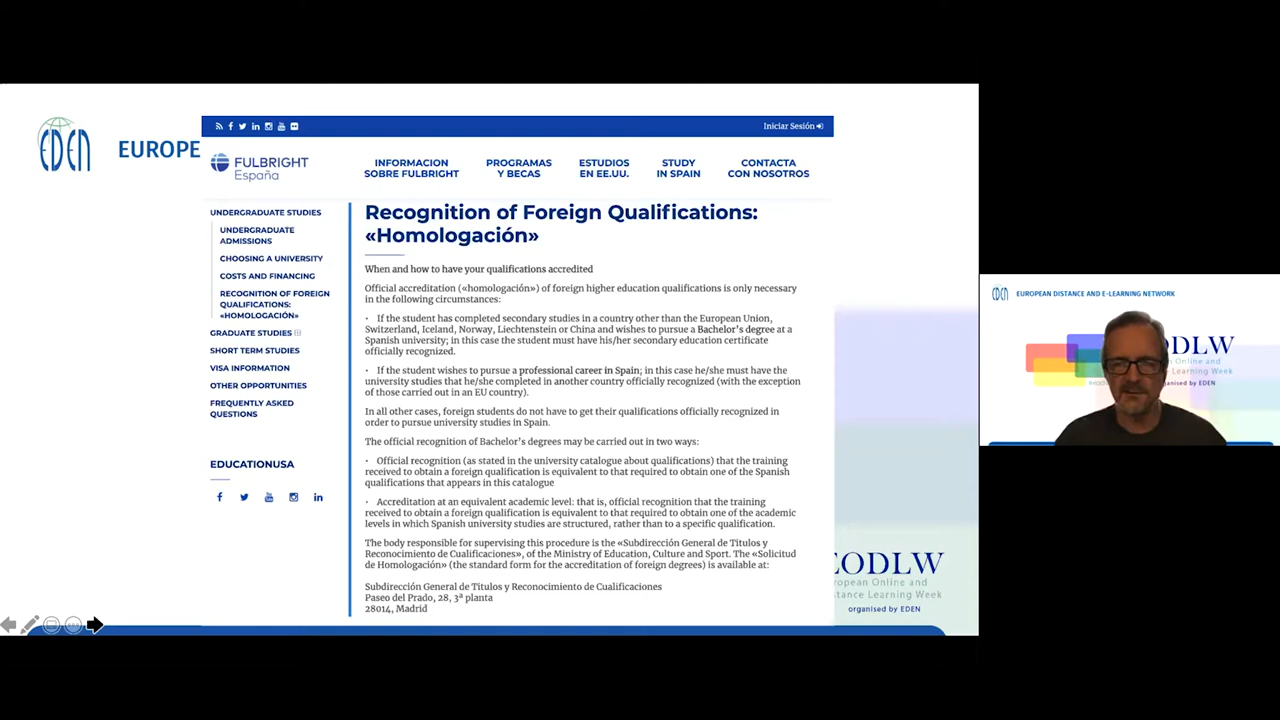 EDEN
EUROPE
Iniciar Sesión
FULBRIGHT
España
INFORMACION
SOBRE FULBRIGHT
PROGRAMAS
Y BECAS
ESTUDIOS
EN EE.UU.
STUDY
IN SPAIN
CONTACTA
CON NOSOTROS
UNDERGRADUATE STUDIES
UNDERGRADUATE
ADMISSIONS
CHOOSING A UNIVERSITY
COSTS AND FINANCING
RECOGNITION OF FOREIGN
QUALIFICATIONS:
«HOMOLOGACIÓN»
GRADUATE STUDIES
SHORT TERM STUDIES
VISA INFORMATION
OTHER OPPORTUNITIES
FREQUENTLY ASKED
QUESTIONS
EDUCATIONUSA
Recognition of Foreign Qualifications:
«Homologación»
When and how to have your qualifications accredited
Official accreditation («homologación») of foreign higher education qualifications is only necessary
in the following circumstances:
· If the student has completed secondary studies in a country other than the European Union,
Switzerland, Iceland, Norway, Liechtenstein or China and wishes to pursue a Bachelor's degree at a
Spanish university; in this case the student must have his/her secondary education certificate
officially recognized.
· If the student wishes to pursue a professional career in Spain; in this case he/she must have the
university studies that he/she completed in another country officially recognized (with the exception
of those carried out in an EU country).
In all other cases, foreign students do not have to get their qualifications officially recognized in
order to pursue university studies in Spain.
The official recognition of Bachelor's degrees may be carried out in two ways:
· Official recognition (as stated in the university catalogue about qualifications) that the training
received to obtain a foreign qualification is equivalent to that required to obtain one of the Spanish
qualifications that appears in this catalogue
· Accreditation at an equivalent academic level: that is, official recognition that the training
received to obtain a foreign qualification is equivalent to that required to obtain one of the academic
levels in which Spanish university studies are structured, rather than to a specific qualification.
The body responsible for supervising this procedure is the «Subdirección General de Titulos y
Reconocimiento de Cualificaciones», of the Ministry of Education, Culture and Sport. The «Solicitud
de Homologación» (the standard form for the accreditation of foreign degrees) is available at:
Subdirección General de Titulos y Reconocimiento de Cualificaciones
Paseo del Prado, 28, 3ª planta
28014, Madrid
EODLW
ropean Online and
stance Learning Week
organised by EDEN
EDEN
EUROPEAN DISTANCE AND E-LEARNING NETWORK
ODLW
n Online and
e Learning Week
organised by EDEN